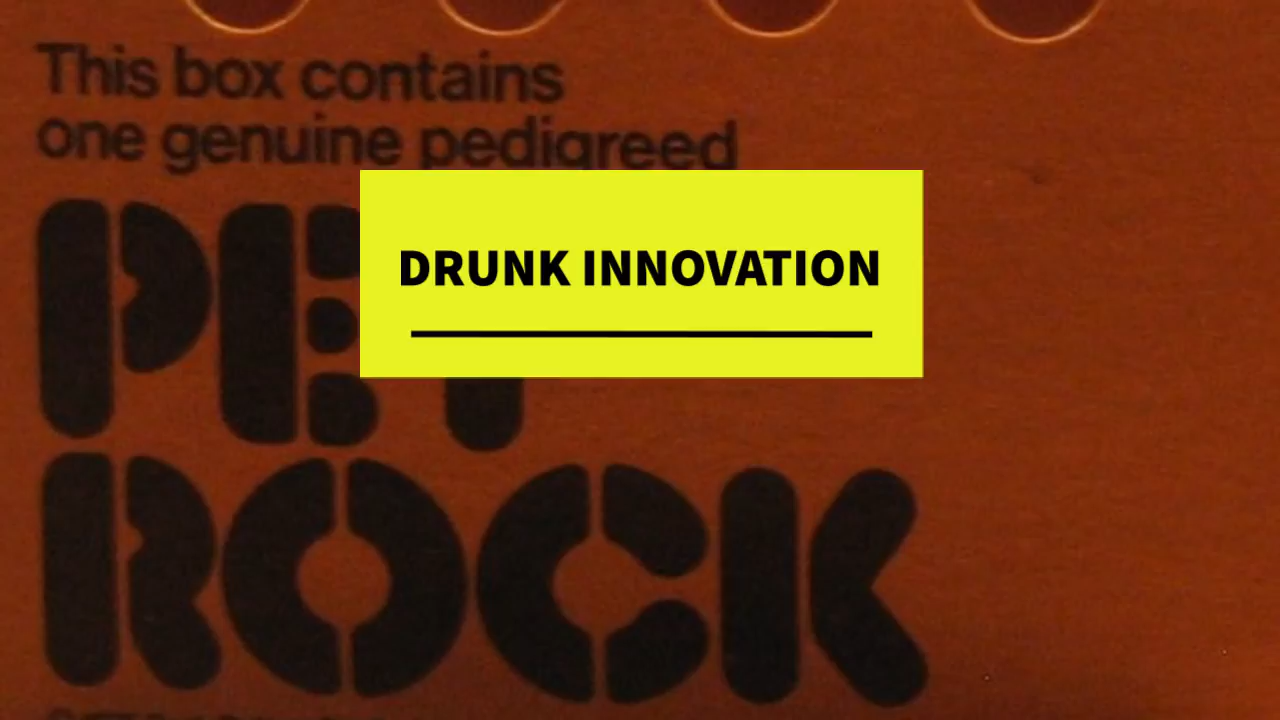 This box contains
one genuine pedigreed
DRUNK INNOVATION
PET
ROCK